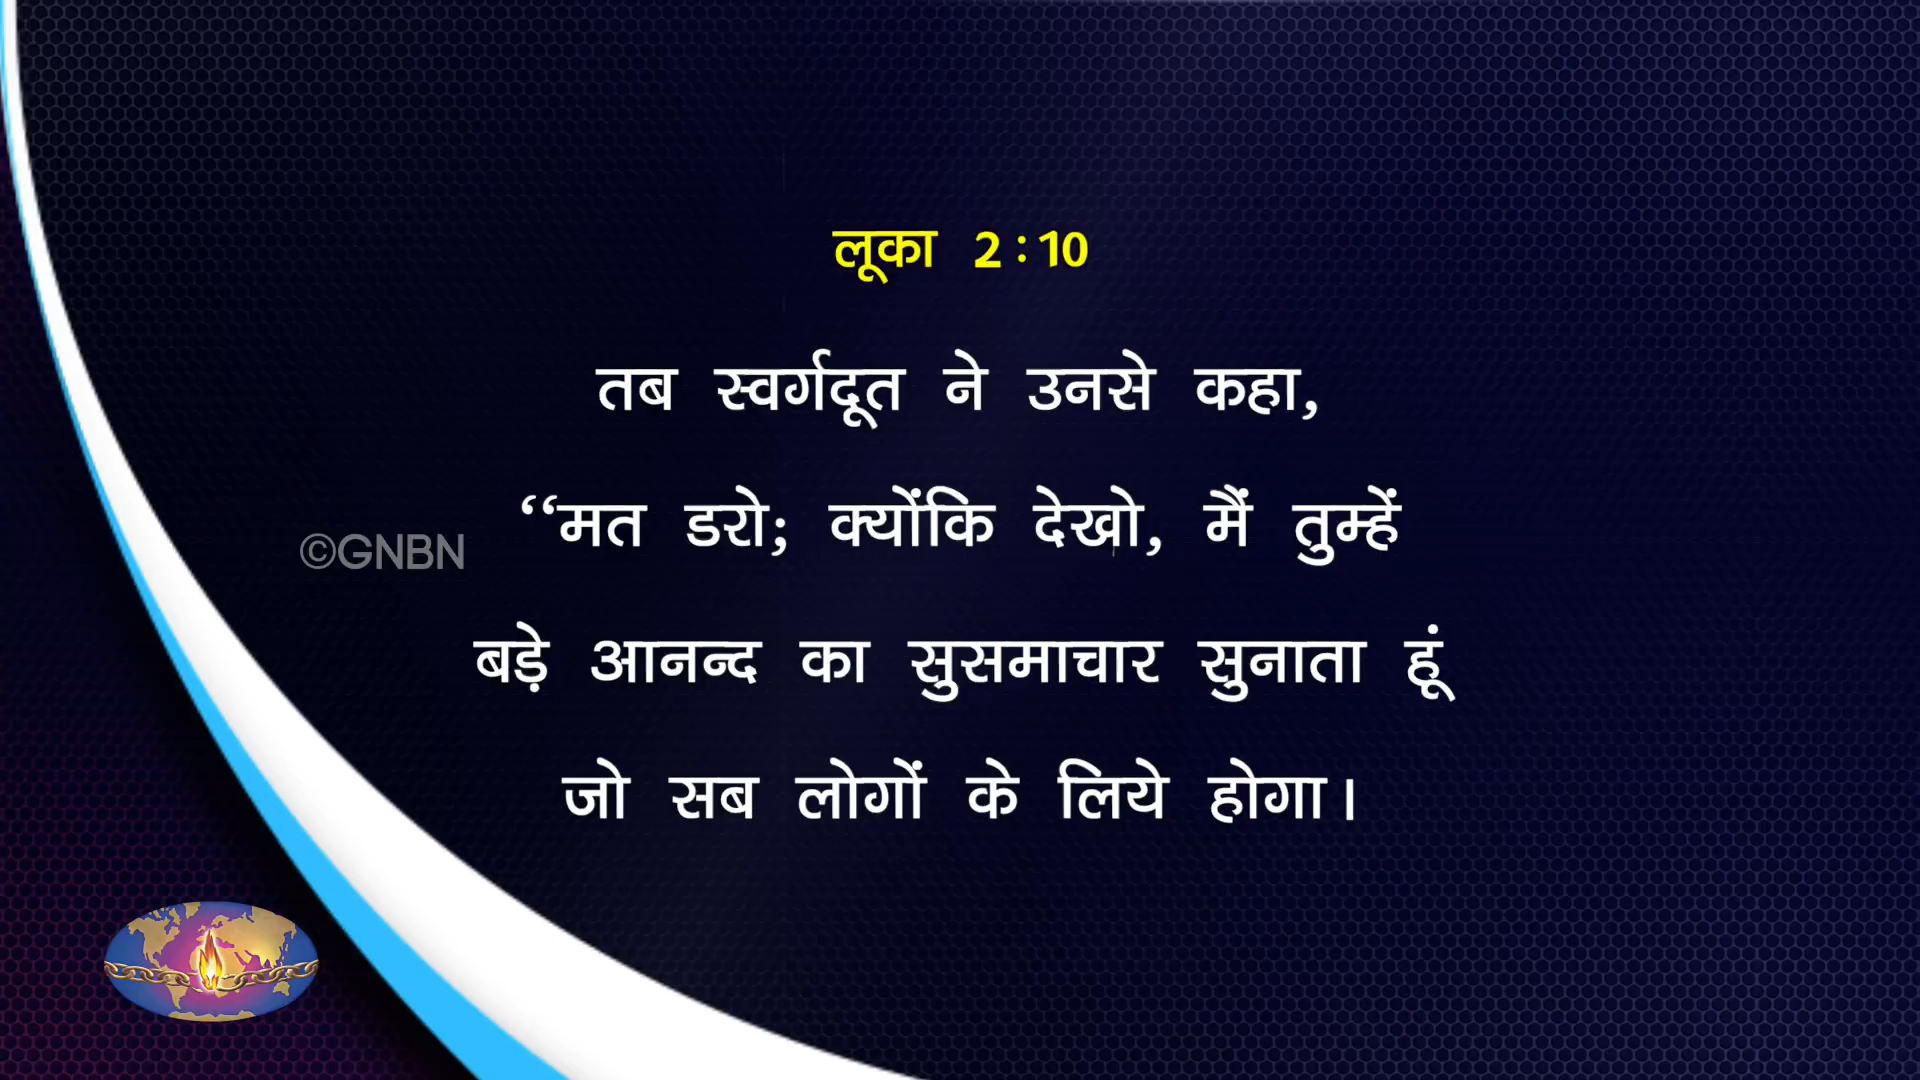 लूका 2:10
तब स्वर्गदूत ने उनसे कहा,
‘‘मत डरो; क्योंकि देखो, मैं तुम्हें
©GNBN
बड़े आनन्द का सुसमाचार सुनाता हूं
जो सब लोगों के लिये होगा।